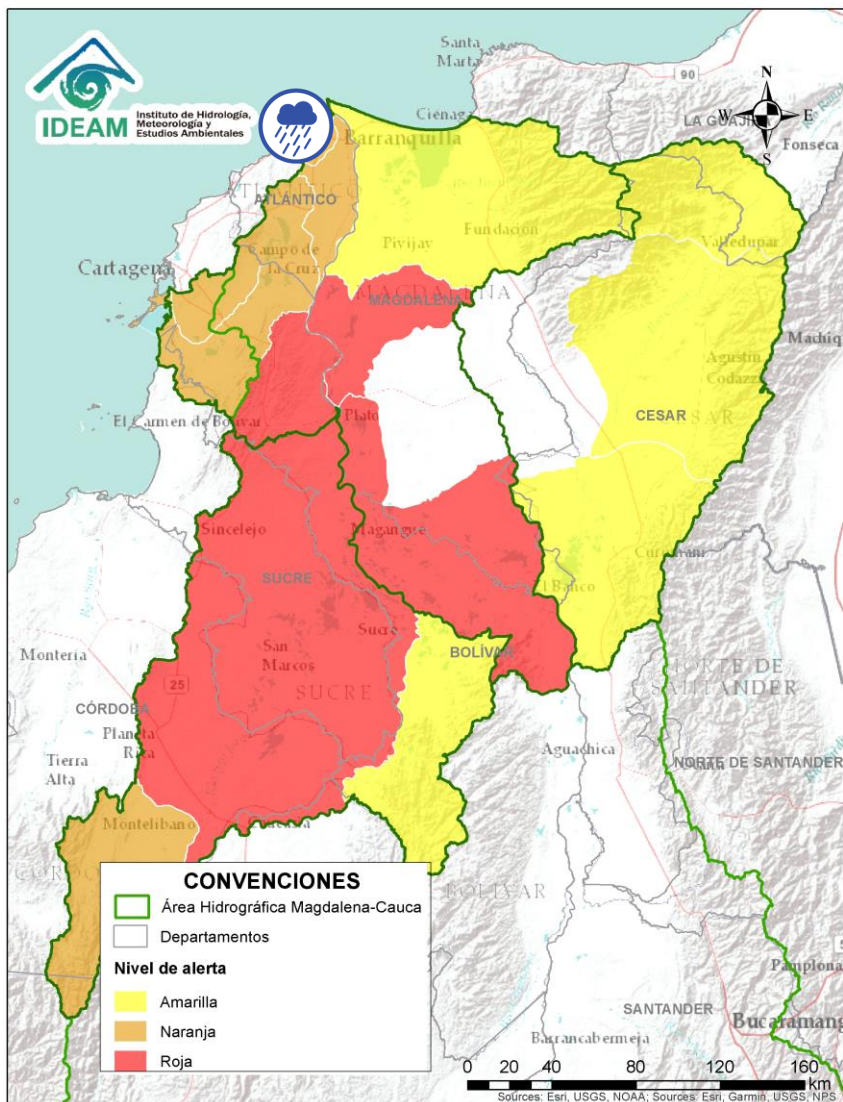 IDEAM
Instituto de Hidrología,
Meteorología y
Estudios Ambientales
Santa
Marta
90
N
W
E
S
LA GUAJI
Ciénaga
Barranquilla
Fonseca
ATLÁNTICO
Pivijay
Fundación
Valledupar
Campo de
la Cruz
Cartagena
MAGDALENA
Machiq
Agustín
Codazzi
CESAR
El Carmen de Bolívar
Plato
Sincelejo
Magangué
SUCRE
El Banco
Sucre
San
Marcos
BOLÍVAR
Montería
SUCRE
25
NORTE DE
SANTANDER
CÓRDOBA
Planeta
Rica
Tierra
Alta
Aguachica
NORTE DE SANTANDER
Montelíbano
BOLÍVAR
CONVENCIONES
Área Hidrográfica Magdalena-Cauca
Departamentos
Nivel de alerta
Amarilla
Naranja
Roja
Pamplona
SANTANDER
Bucaramang
Barrancabermeja
0 20 40 80 120 160
km
Sources: Esri, USGS, NOAA; Sources: Esri, Garmin, USGS, NPS